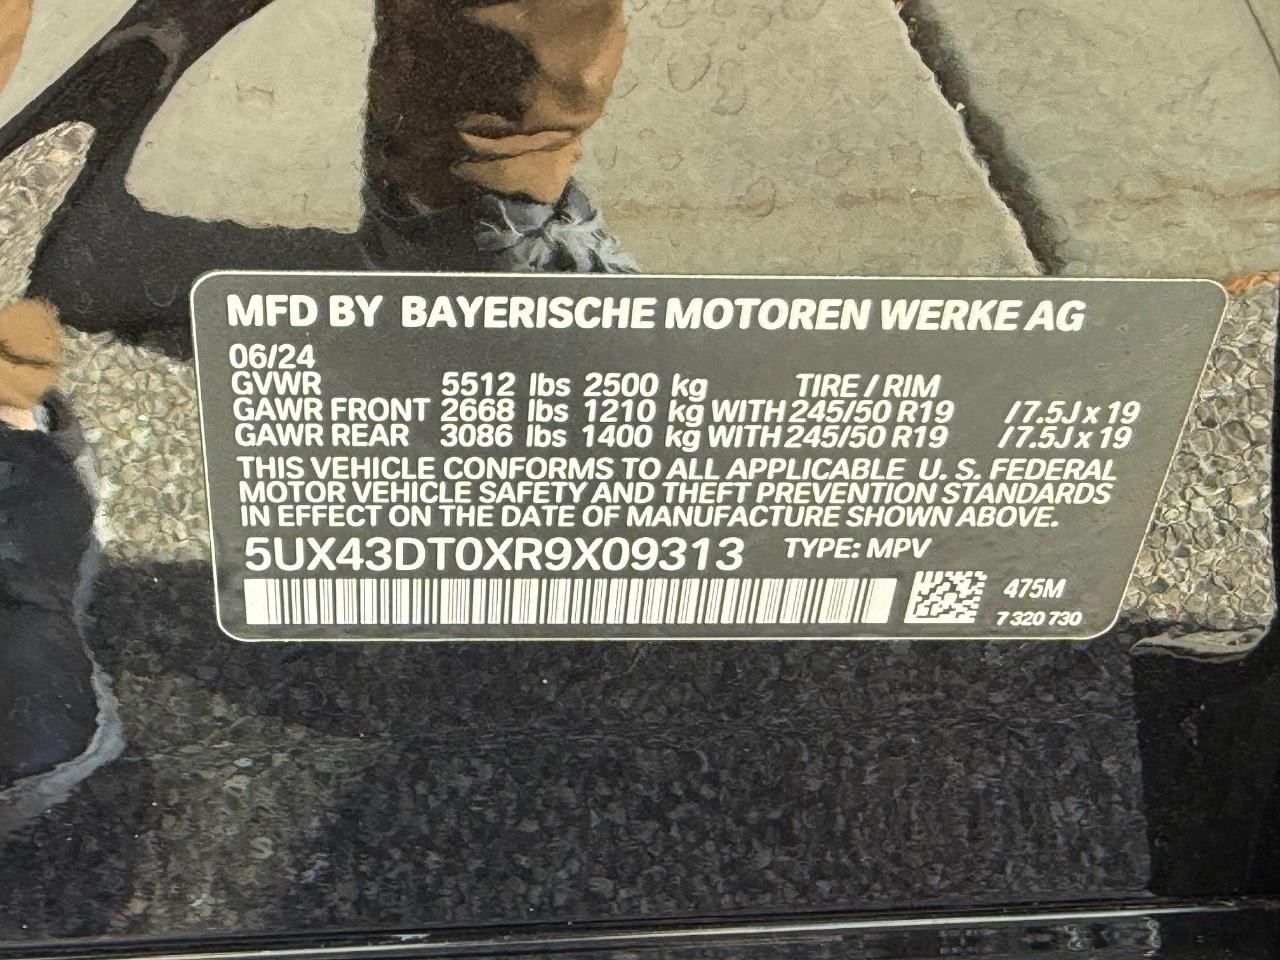 MFD BY BAYERISCHE MOTOREN WERKE AG
06/24
GVWR 5512 lbs 2500 kg TIRE / RIM
GAWR FRONT 2668 lbs 1210 kg WITH 245/50 R19 / 7.5J x 19
GAWR REAR 3086 lbs 1400 kg WITH 245/50 R19 / 7.5J x 19
THIS VEHICLE CONFORMS TO ALL APPLICABLE U. S. FEDERAL
MOTOR VEHICLE SAFETY AND THEFT PREVENTION STANDARDS
IN EFFECT ON THE DATE OF MANUFACTURE SHOWN ABOVE.
5UX43DT0XR9X09313 TYPE: MPV
475M
7 320 730